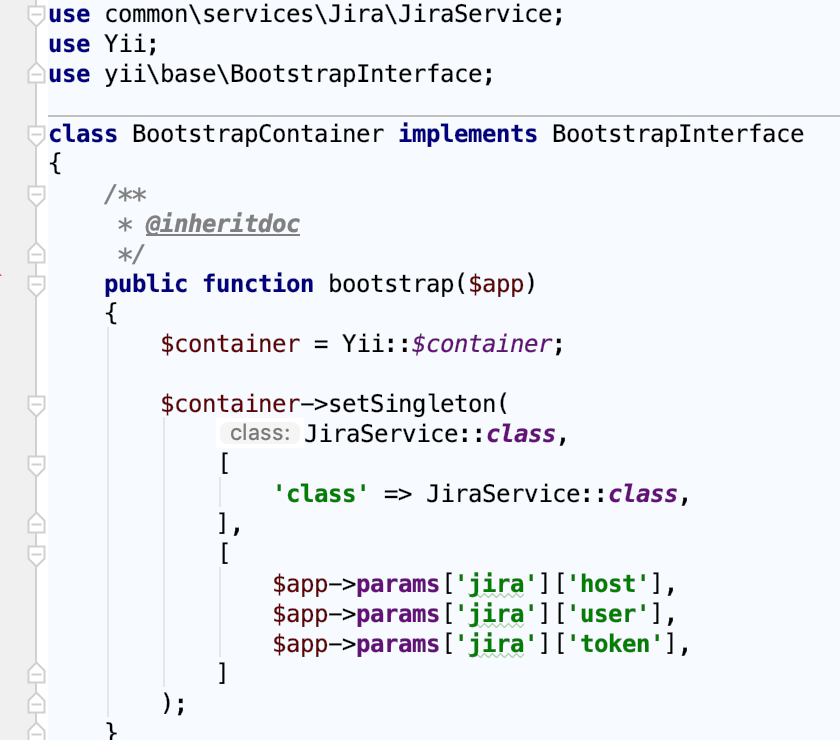 use common\services\Jira\JiraService;
use Yii;
use yii\base\BootstrapInterface;
class BootstrapContainer implements BootstrapInterface
{
/**
* @inheritdoc
*/
public function bootstrap($app)
{
$container = Yii::$container;
$container->setSingleton(
class: JiraService::class,
[
'class' => JiraService::class,
],
[
$app->params['jira']['host'],
$app->params['jira']['user'],
$app->params['jira']['token'],
]
);
}